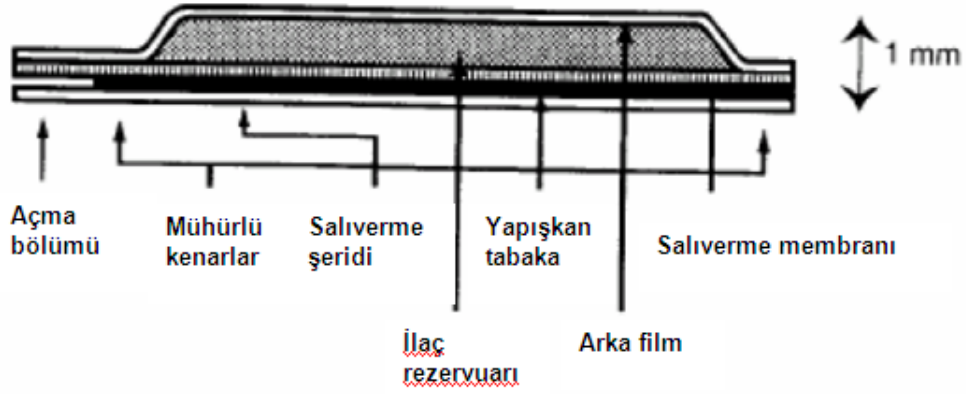 1 mm
Açma
bölümü
Mühürlü
kenarlar
Salıverme
şeridi
Yapışkan
tabaka
Salıverme membranı
İlaç
rezervuarı
Arka film